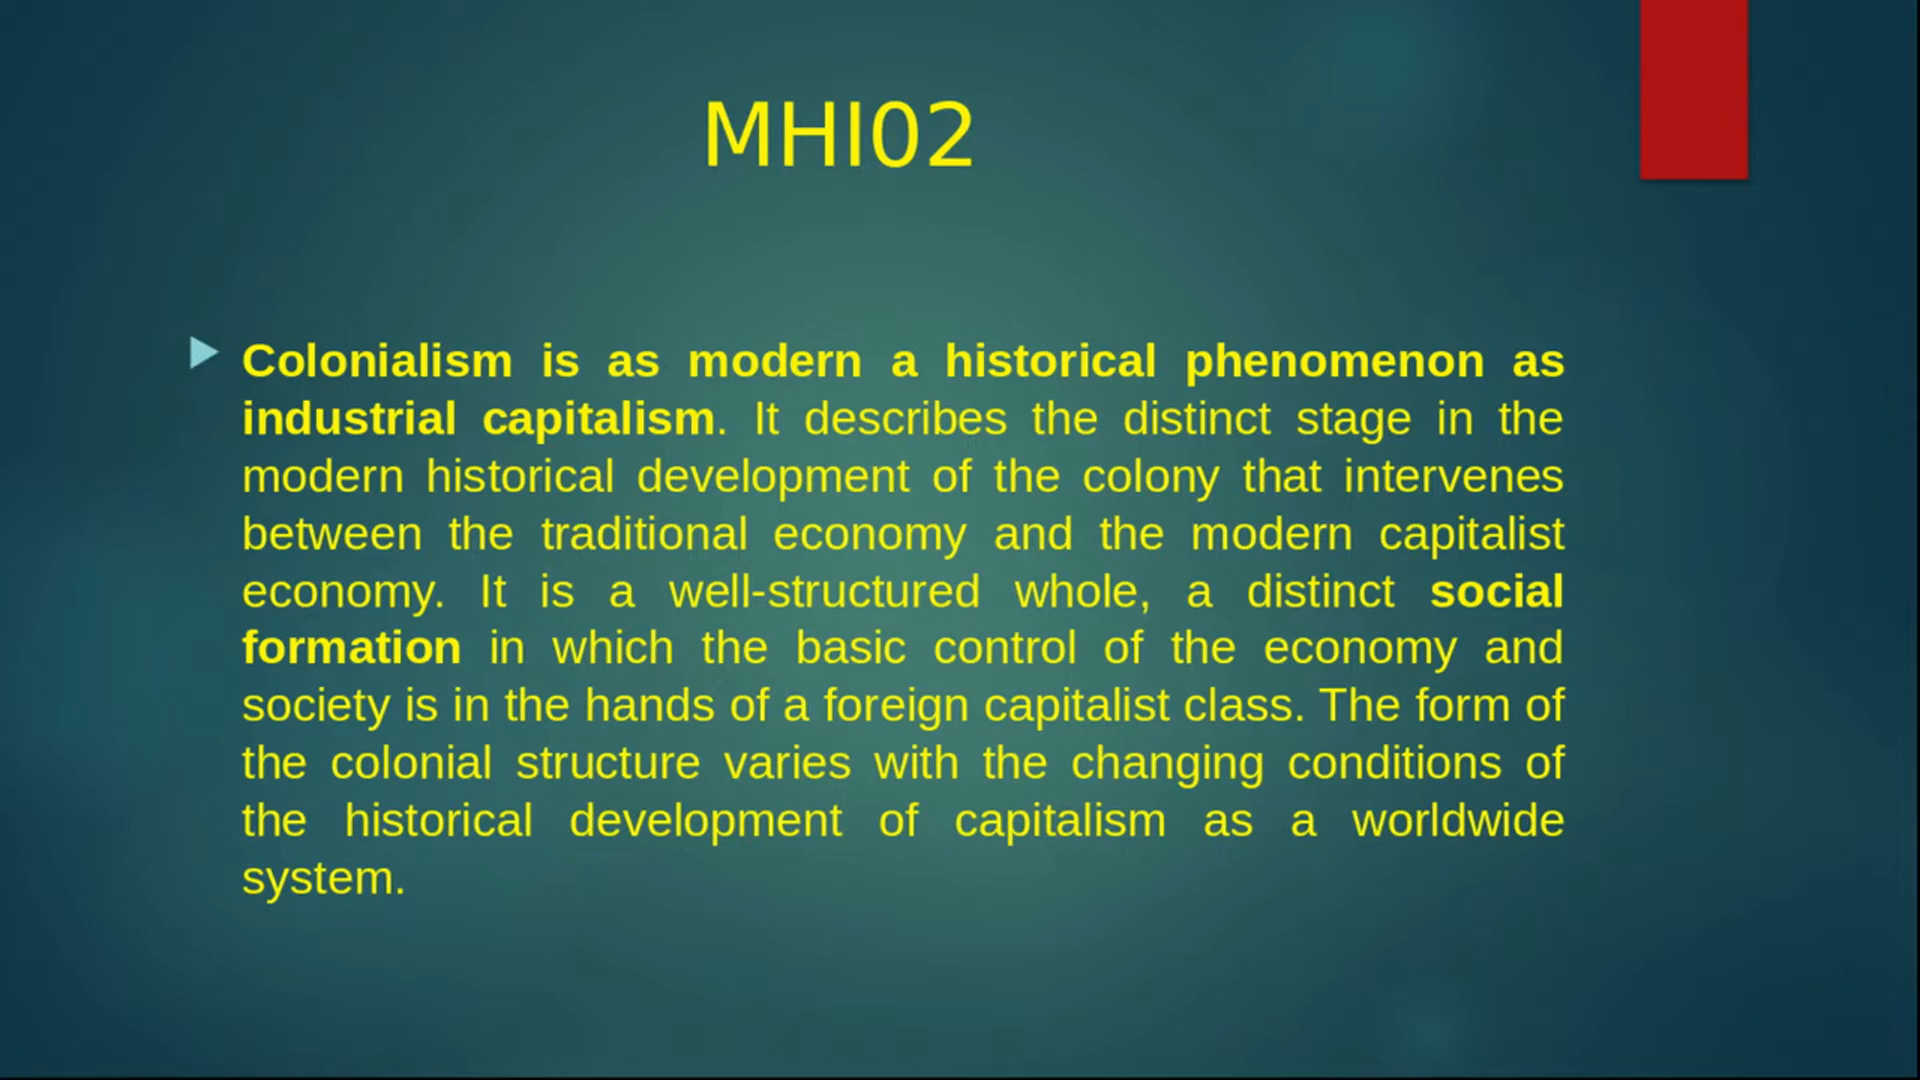 MHI02
Colonialism is as modern a historical phenomenon as
industrial capitalism. It describes the distinct stage in the
modern historical development of the colony that intervenes
between the traditional economy and the modern capitalist
economy. It is a well-structured whole, a distinct social
formation in which the basic control of the economy and
society is in the hands of a foreign capitalist class. The form of
the colonial structure varies with the changing conditions of
the historical development of capitalism as a worldwide
system.